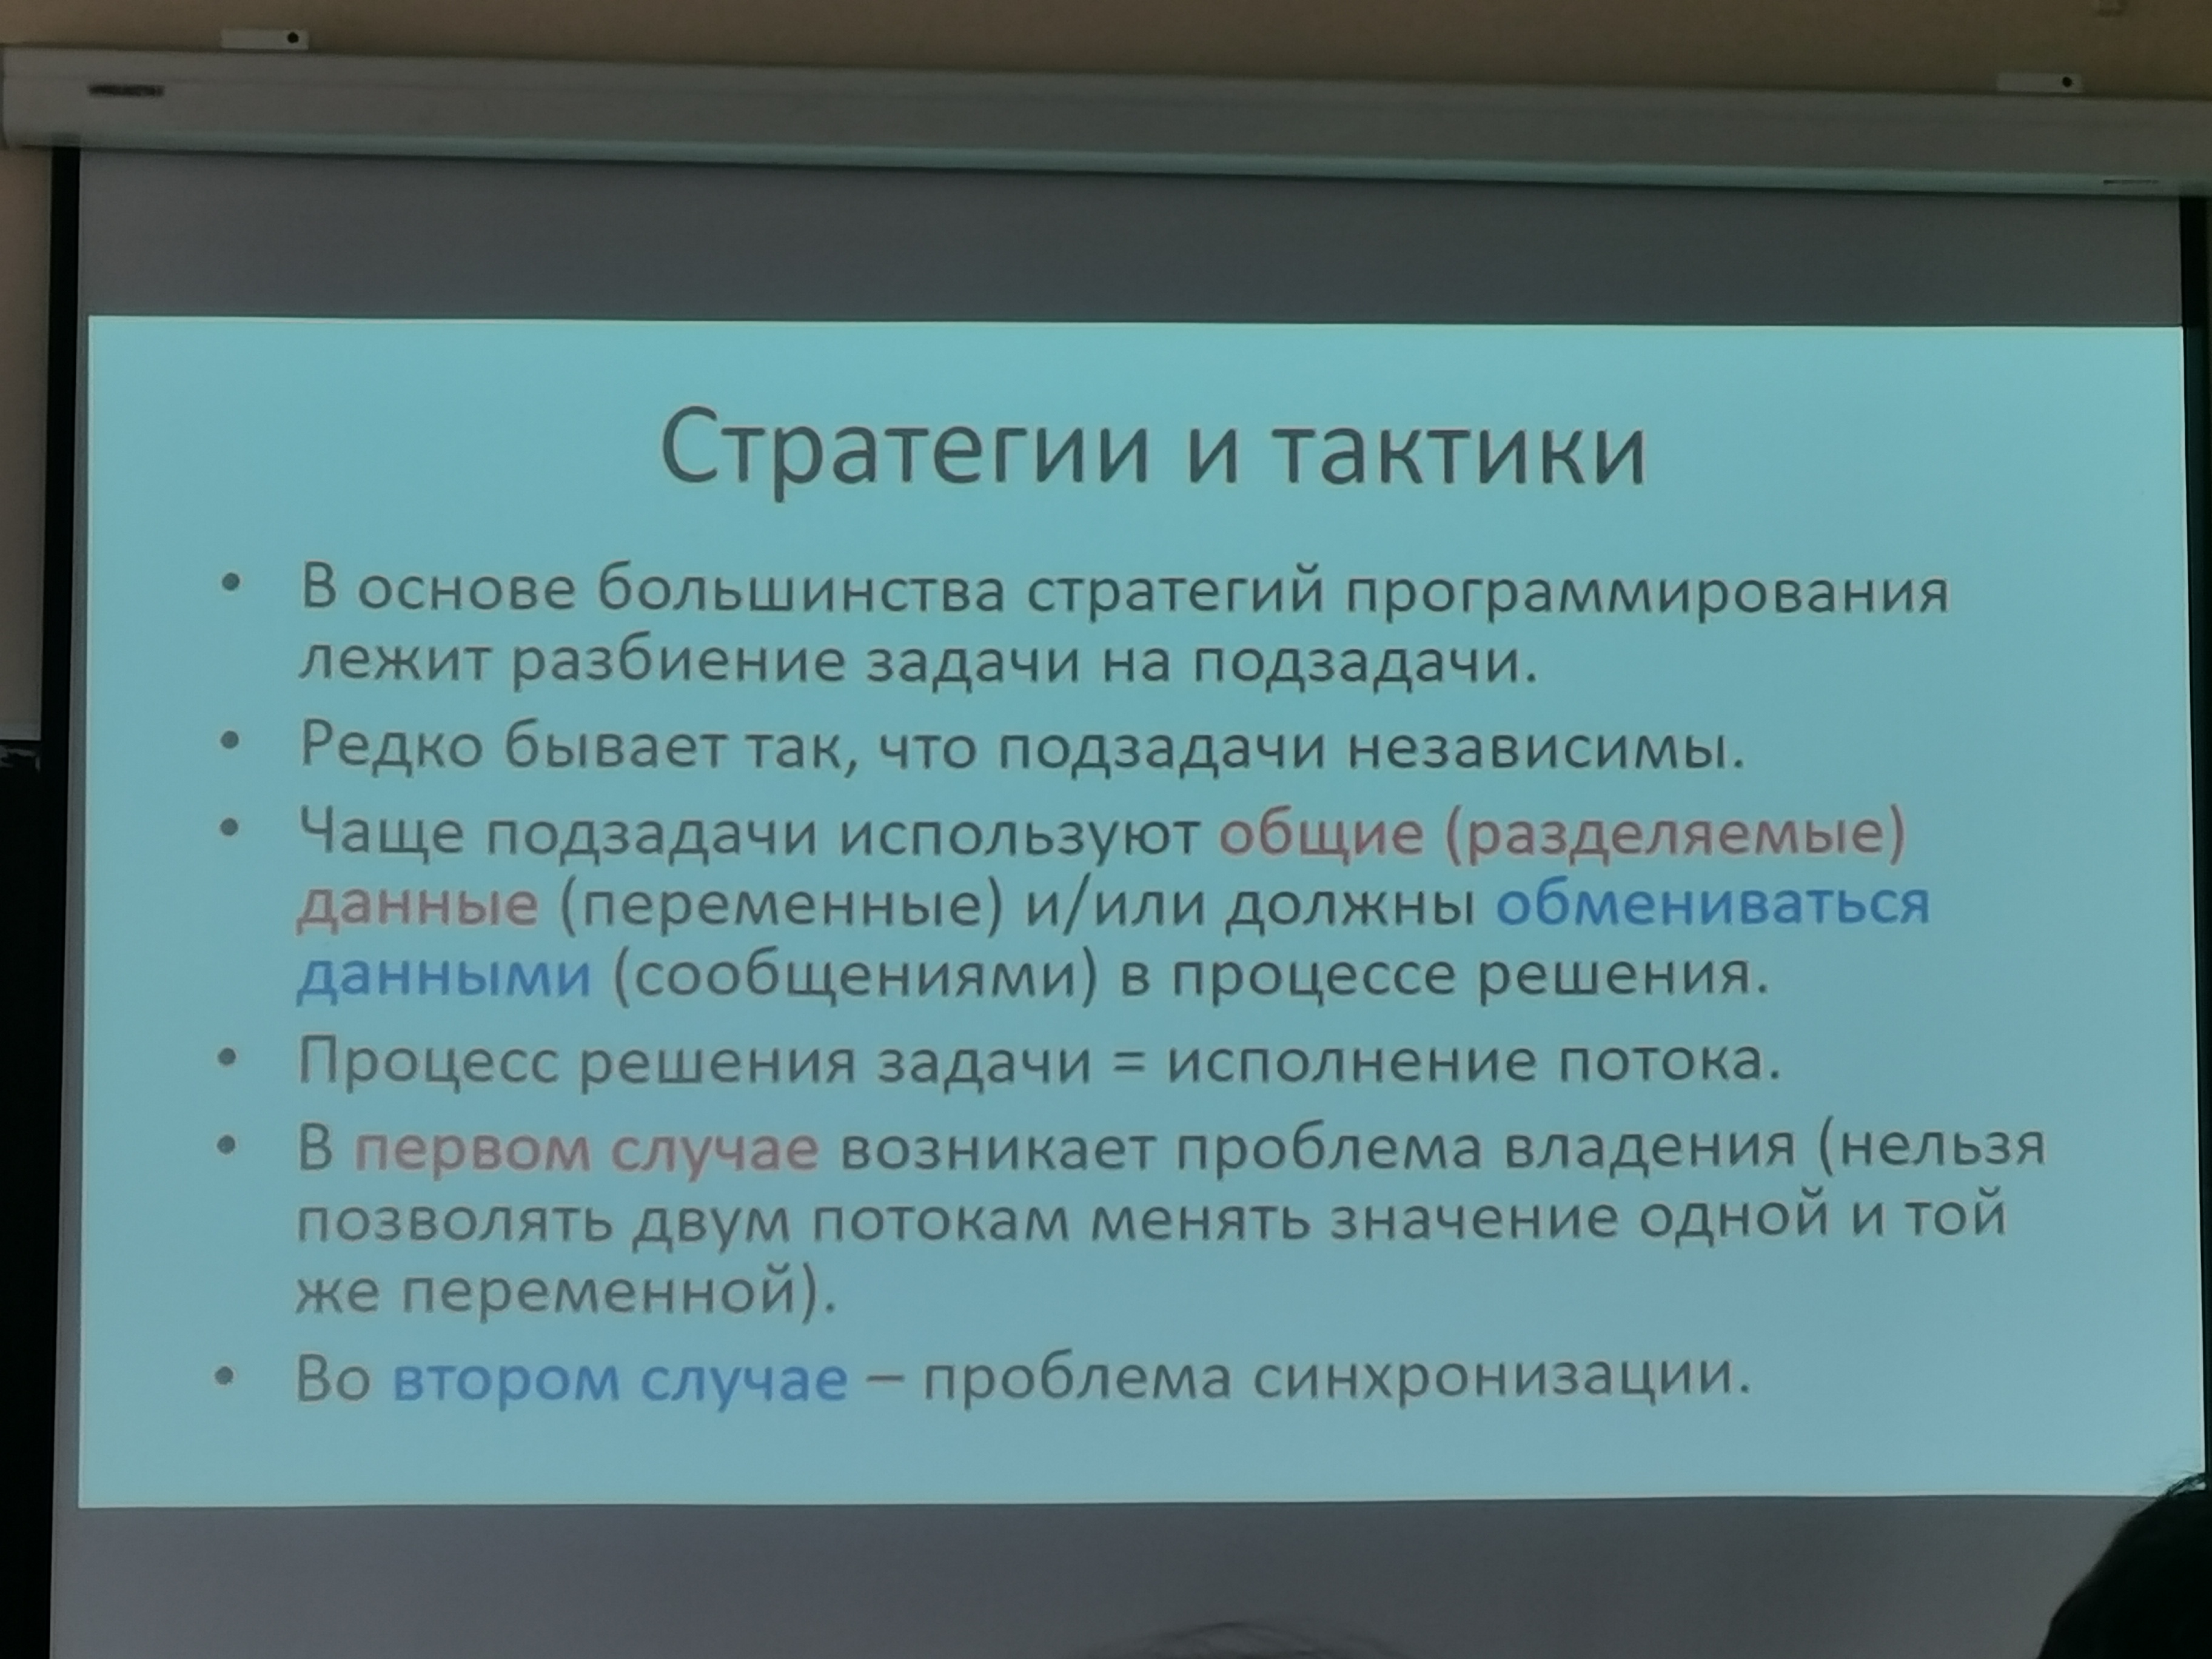 Стратегии и тактики
• В основе большинства стратегий программирования
лежит разбиение задачи на подзадачи.
• Редко бывает так, что подзадачи независимы.
• Чаще подзадачи используют общие (разделяемые)
данные (переменные) и/или должны обмениваться
данными (сообщениями) в процессе решения.
• Процесс решения задачи = исполнение потока.
• В первом случае возникает проблема владения (нельзя
позволять двум потокам менять значение одной и той
же переменной).
• Во втором случае – проблема синхронизации.